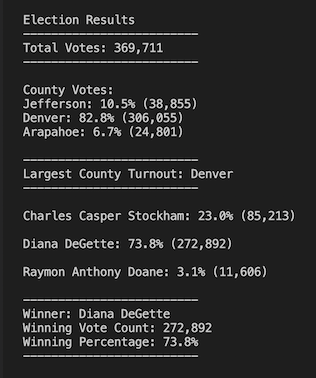 Election Results
-------------------------
Total Votes: 369,711
-------------------------
County Votes:
Jefferson: 10.5% (38,855)
Denver: 82.8% (306,055)
Arapahoe: 6.7% (24,801)
-------------------------
Largest County Turnout: Denver
-------------------------
Charles Casper Stockham: 23.0% (85,213)
Diana DeGette: 73.8% (272,892)
Raymon Anthony Doane: 3.1% (11,606)
-------------------------
Winner: Diana DeGette
Winning Vote Count: 272,892
Winning Percentage: 73.8%
-------------------------